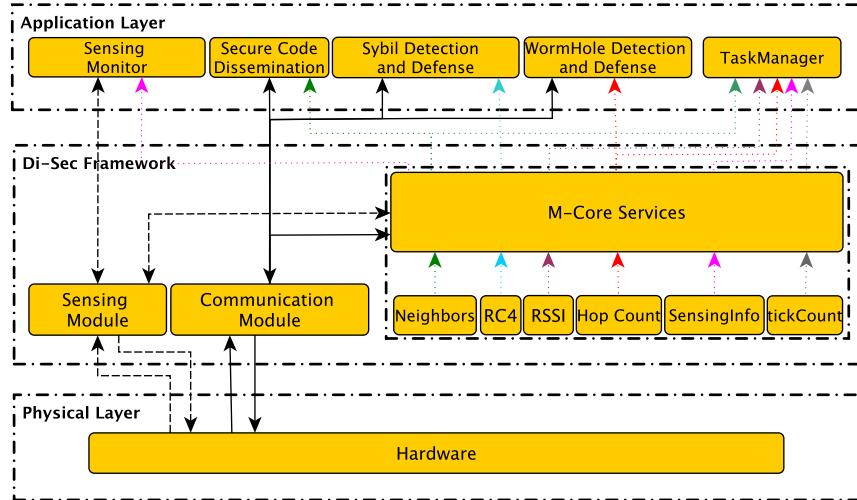 Application Layer
Sensing
Monitor
Secure Code
Dissemination
Sybil Detection
and Defense
WormHole Detection
and Defense
TaskManager
Di-Sec Framework
M-Core Services
Sensing
Module
Communication
Module
Neighbors
RC4
RSSI
Hop Count
SensingInfo
tickCount
Physical Layer
Hardware